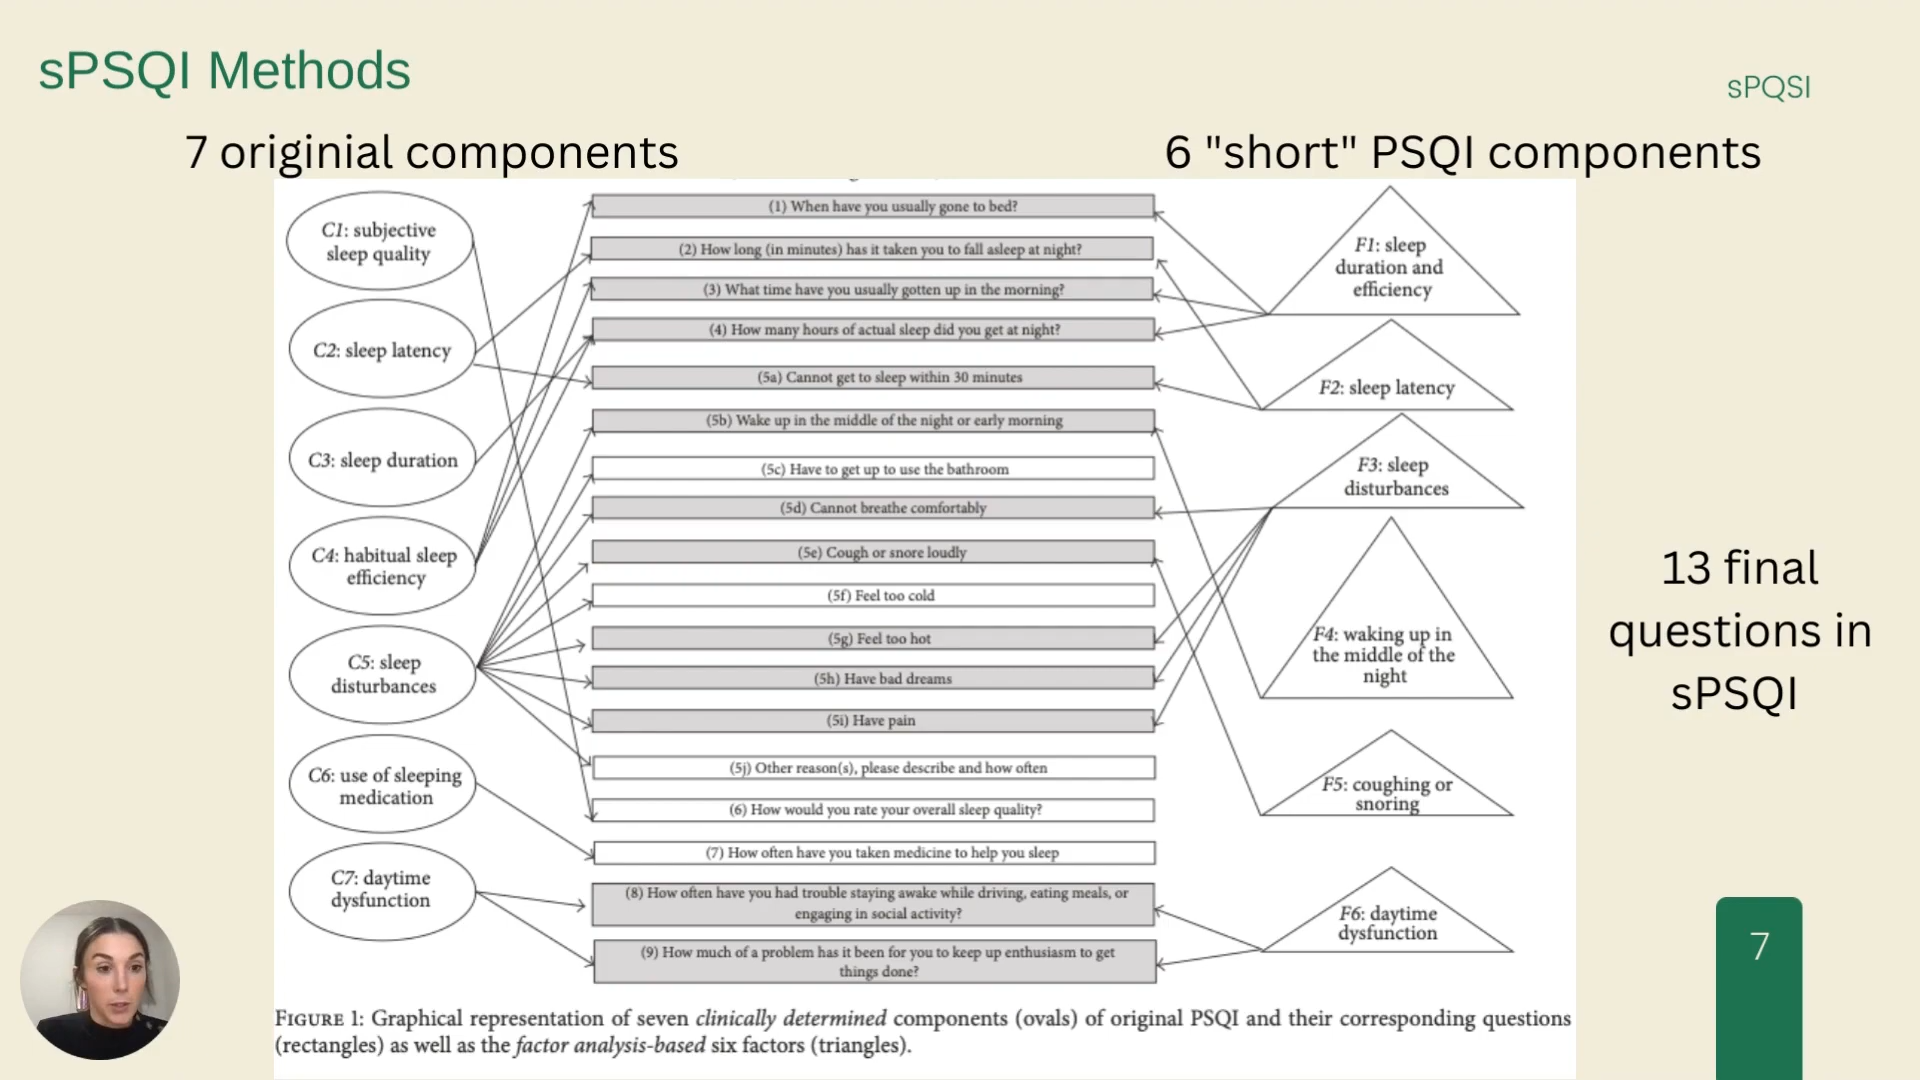 sPSQI Methods
sPQSI
7 originial components
6 "short" PSQI components
C1: subjective
sleep quality
C2: sleep latency
C3: sleep duration
C4: habitual sleep
efficiency
C5: sleep
disturbances
C6: use of sleeping
medication
C7: daytime
dysfunction
(1) When have you usually gone to bed?
(2) How long (in minutes) has it taken you to fall asleep at night?
(3) What time have you usually gotten up in the morning?
(4) How many hours of actual sleep did you get at night?
(5a) Cannot get to sleep within 30 minutes
(5b) Wake up in the middle of the night or early morning
(5c) Have to get up to use the bathroom
(5d) Cannot breathe comfortably
(5e) Cough or snore loudly
(5f) Feel too cold
(5g) Feel too hot
(5h) Have bad dreams
(5i) Have pain
(5j) Other reason(s), please describe and how often
(6) How would you rate your overall sleep quality?
(7) How often have you taken medicine to help you sleep
(8) How often have you had trouble staying awake while driving, eating meals, or
engaging in social activity?
(9) How much of a problem has it been for you to keep up enthusiasm to get
things done?
F1: sleep
duration and
efficiency
F2: sleep latency
F3: sleep
disturbances
F4: waking up in
the middle of the
night
F5: coughing or
snoring
F6: daytime
dysfunction
13 final
questions in
sPSQI
7
FIGURE 1: Graphical representation of seven clinically determined components (ovals) of original PSQI and their corresponding questions
(rectangles) as well as the factor analysis-based six factors (triangles).